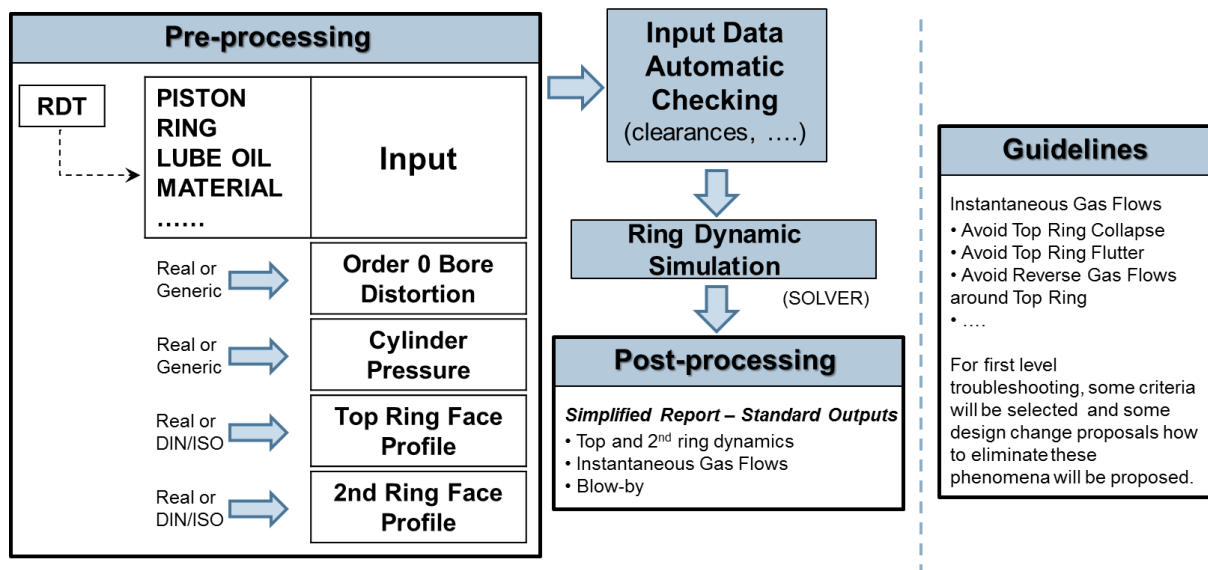 Pre-processing
RDT
PISTON
RING
LUBE OIL
MATERIAL
……
Input
Real or
Generic
Order 0 Bore
Distortion
Real or
Generic
Cylinder
Pressure
Real or
DIN/ISO
Top Ring Face
Profile
Real or
DIN/ISO
2nd Ring Face
Profile
Input Data
Automatic
Checking
(clearances, ….)
Ring Dynamic
Simulation
(SOLVER)
Post-processing
Simplified Report – Standard Outputs
• Top and 2nd ring dynamics
• Instantaneous Gas Flows
• Blow-by
Guidelines
Instantaneous Gas Flows
• Avoid Top Ring Collapse
• Avoid Top Ring Flutter
• Avoid Reverse Gas Flows
around Top Ring
• ….
For first level
troubleshooting, some criteria
will be selected and some
design change proposals how
to eliminate these
phenomena will be proposed.